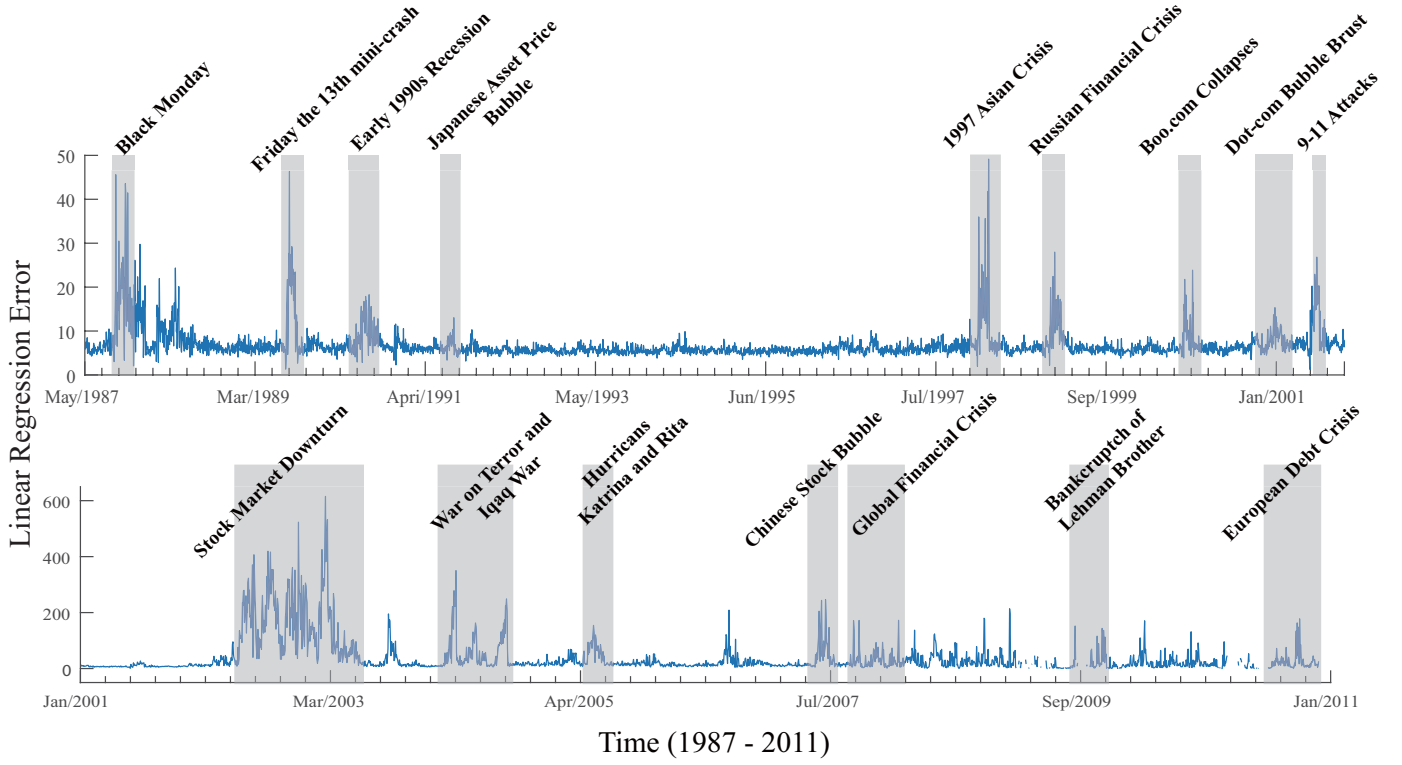 Black Monday
Friday the 13th mini-crash
Early 1990s Recession
Japanese Asset Price
Bubble
1997 Asian Crisis
Russian Financial Crisis
Boo.com Collapses
Dot-com Bubble Brust
9-11 Attacks
50
40
30
20
10
0
May/1987
Mar/1989
Apri/1991
May/1993
Jun/1995
Jul/1997
Sep/1999
Jan/2001
Linear Regression Error
Stock Market Downturn
War on Terror and
Iqaq War
Hurricans
Katrina and Rita
Chinese Stock Bubble
Global Financial Crisis
Bankcruptch of
Lehman Brother
European Debt Crisis
600
400
200
0
Jan/2001
Mar/2003
Apr/2005
Jul/2007
Sep/2009
Jan/2011
Time (1987 - 2011)